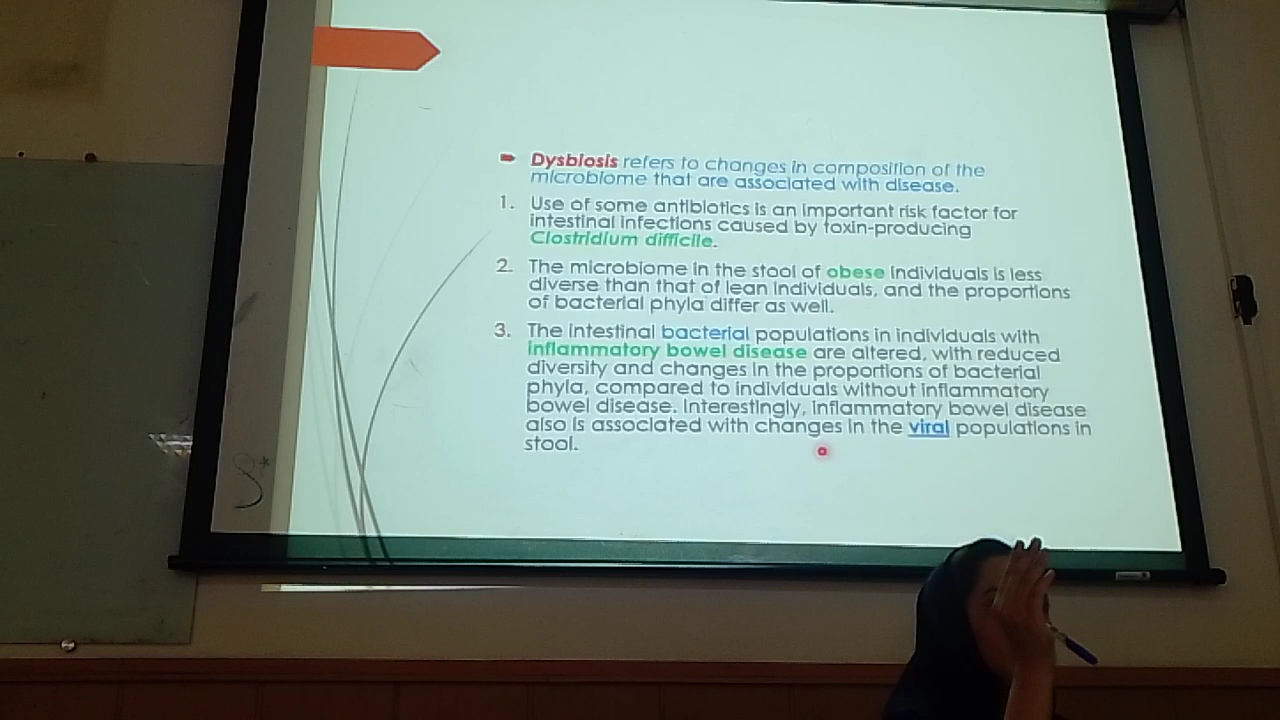 Dysbiosis refers to changes in composition of the
microbiome that are associated with disease.
1. Use of some antibiotics is an important risk factor for
intestinal infections caused by toxin-producing
Clostridium difficile.
2. The microbiome in the stool of obese individuals is less
diverse than that of lean individuals, and the proportions
of bacterial phyla differ as well.
3. The intestinal bacterial populations in individuals with
inflammatory bowel disease are altered, with reduced
diversity and changes in the proportions of bacterial
phyla, compared to individuals without inflammatory
bowel disease. Interestingly, inflammatory bowel disease
also is associated with changes in the viral populations in
stool.